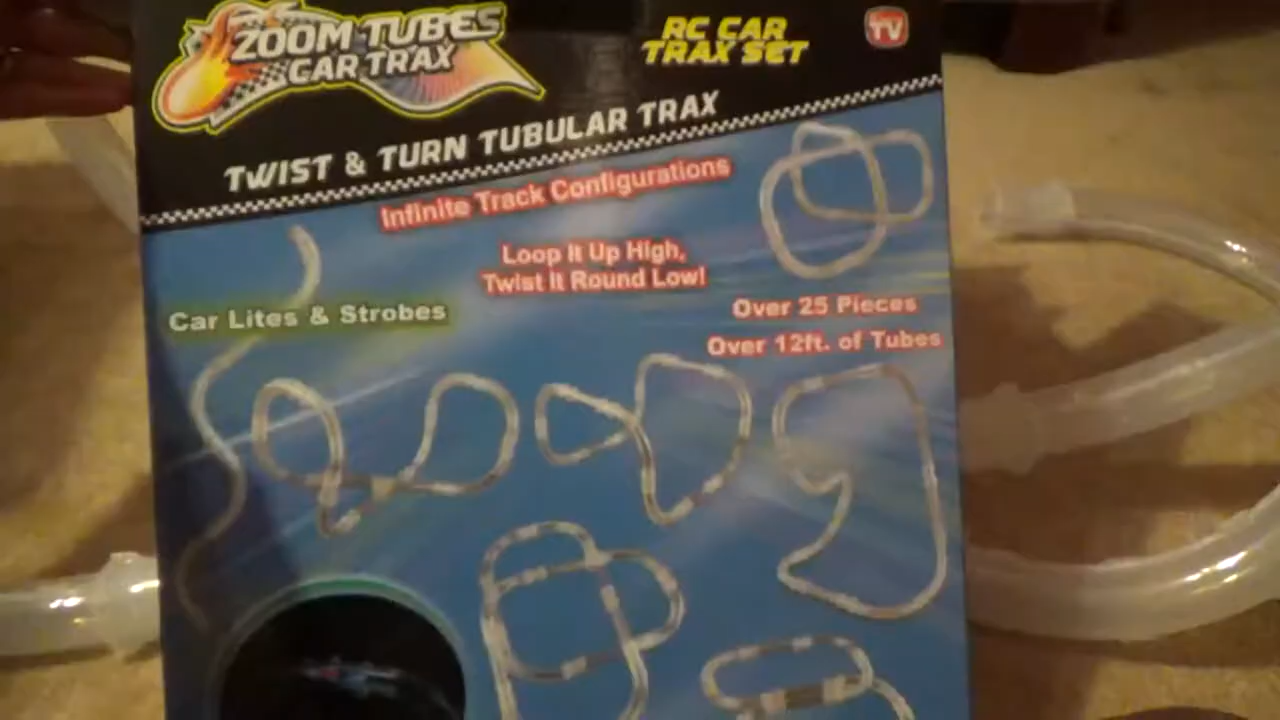 ZOOM TUBES
CAR TRAX
RC CAR
TRAX SET
TV
TWIST & TURN TUBULAR TRAX
Infinite Track Configurations
Loop It Up High,
Twist It Round Low!
Car Lites & Strobes
Over 25 Pieces
Over 12ft. of Tubes